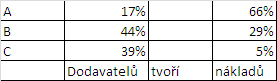 A 17% 66%
B 44% 29%
C 39% 5%
Dodavatelů tvoří nákladů